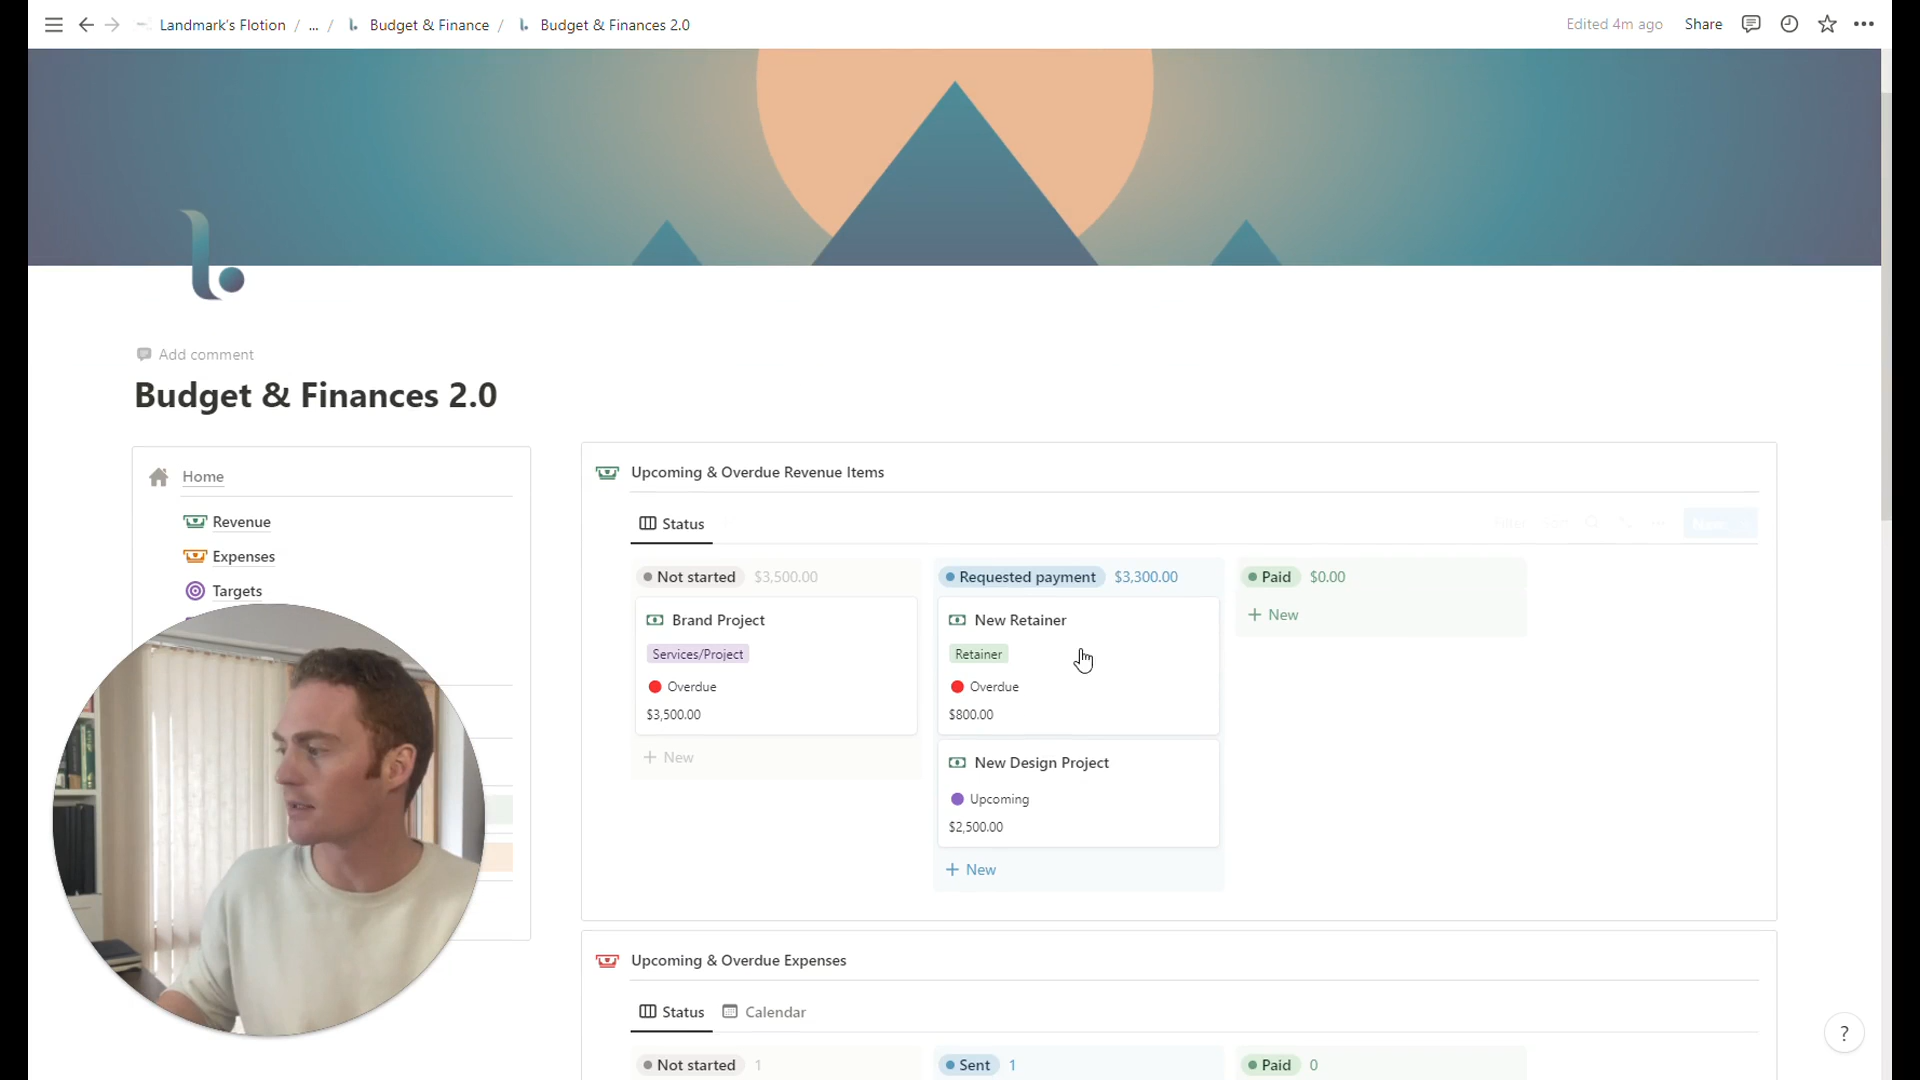 Landmark's Flotion / ... / Budget & Finance / Budget & Finances 2.0
Edited 4m ago Share
Add comment
Budget & Finances 2.0
Home
Revenue
Expenses
Targets
Upcoming & Overdue Revenue Items
Status
Filter Sort New
Not started $3,500.00
Brand Project
Services/Project
Overdue
$3,500.00
+ New
Requested payment $3,300.00
New Retainer
Retainer
Overdue
$800.00
New Design Project
Upcoming
$2,500.00
+ New
Paid $0.00
+ New
Upcoming & Overdue Expenses
Status Calendar
Not started 1
Sent 1
Paid 0
?